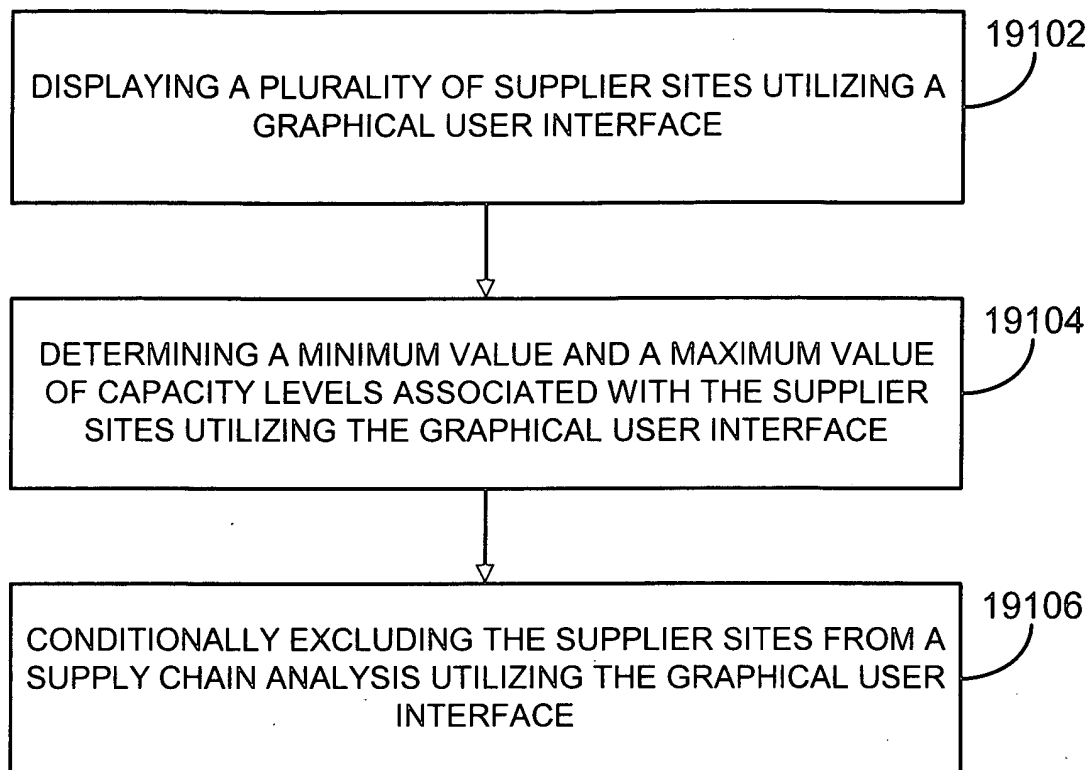 19102
DISPLAYING A PLURALITY OF SUPPLIER SITES UTILIZING A
GRAPHICAL USER INTERFACE
19104
DETERMINING A MINIMUM VALUE AND A MAXIMUM VALUE
OF CAPACITY LEVELS ASSOCIATED WITH THE SUPPLIER
SITES UTILIZING THE GRAPHICAL USER INTERFACE
19106
CONDITIONALLY EXCLUDING THE SUPPLIER SITES FROM A
SUPPLY CHAIN ANALYSIS UTILIZING THE GRAPHICAL USER
INTERFACE